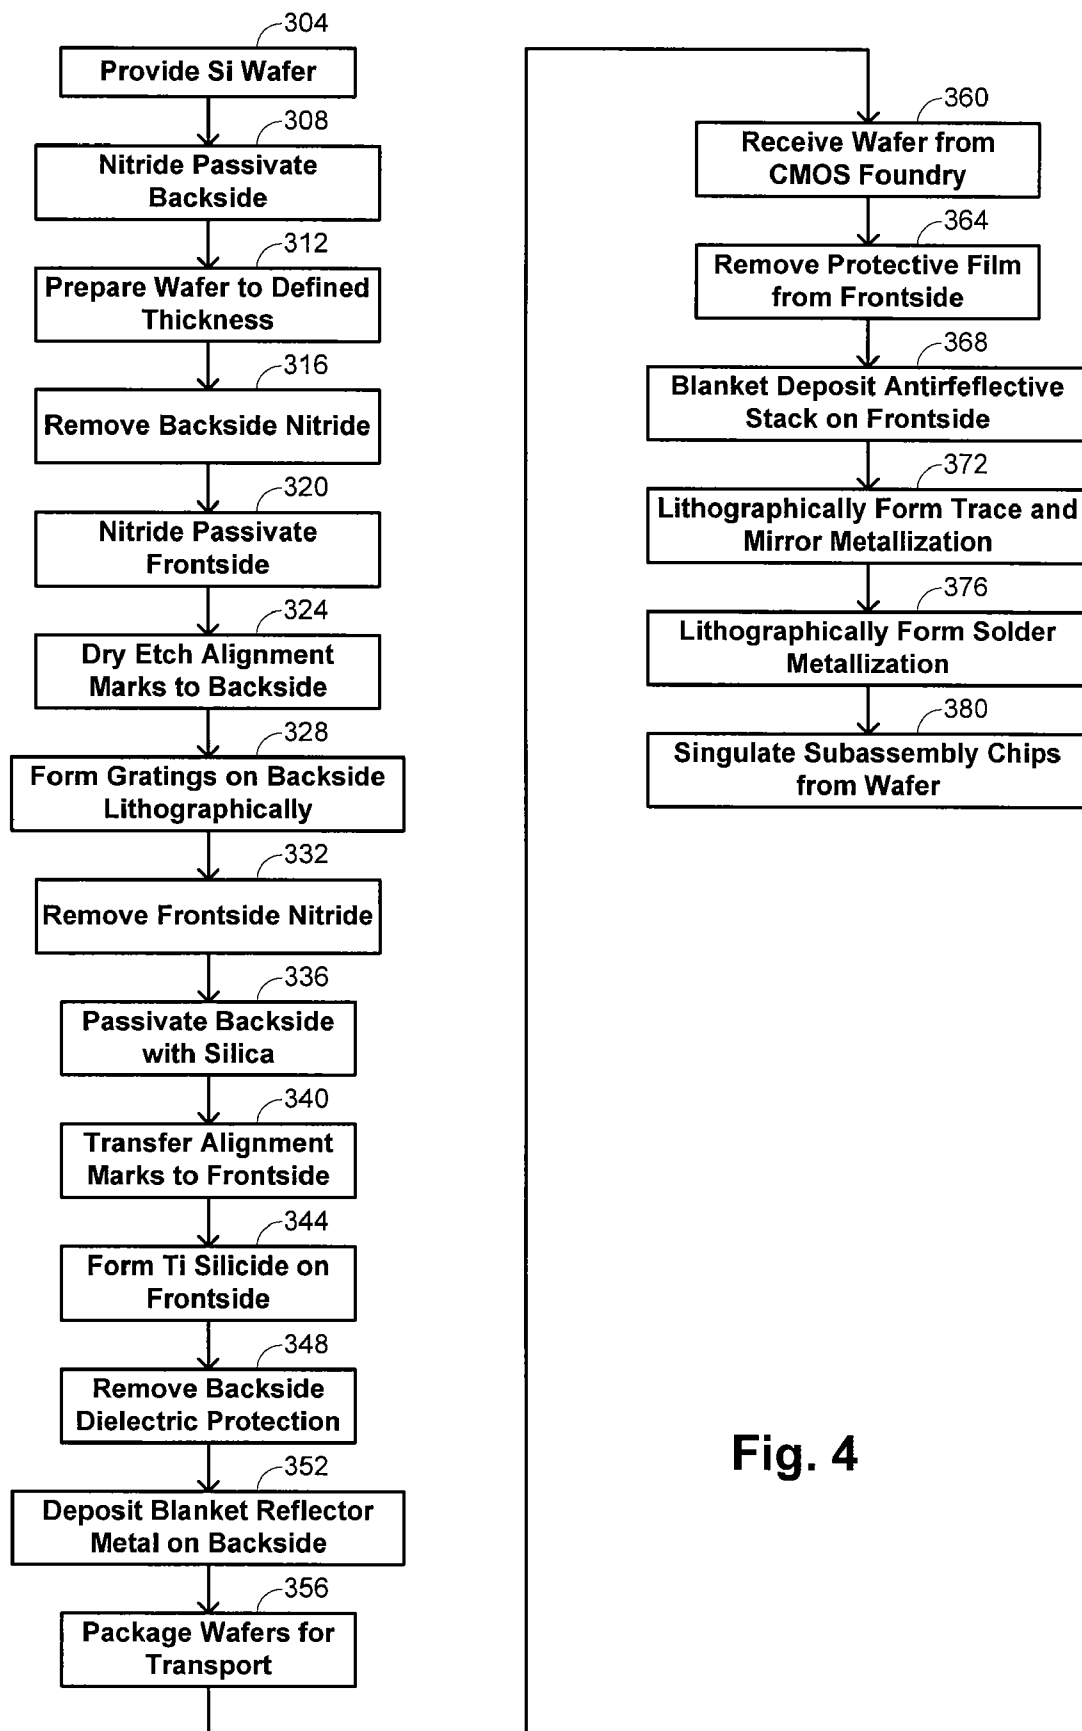 304
Provide Si Wafer
308
Nitride Passivate
Backside
312
Prepare Wafer to Defined
Thickness
316
Remove Backside Nitride
320
Nitride Passivate
Frontside
324
Dry Etch Alignment
Marks to Backside
328
Form Gratings on Backside
Lithographically
332
Remove Frontside Nitride
336
Passivate Backside
with Silica
340
Transfer Alignment
Marks to Frontside
344
Form Ti Silicide on
Frontside
348
Remove Backside
Dielectric Protection
352
Deposit Blanket Reflector
Metal on Backside
356
Package Wafers for
Transport
360
Receive Wafer from
CMOS Foundry
364
Remove Protective Film
from Frontside
368
Blanket Deposit Antirfeflective
Stack on Frontside
372
Lithographically Form Trace and
Mirror Metallization
376
Lithographically Form Solder
Metallization
380
Singulate Subassembly Chips
from Wafer
Fig. 4